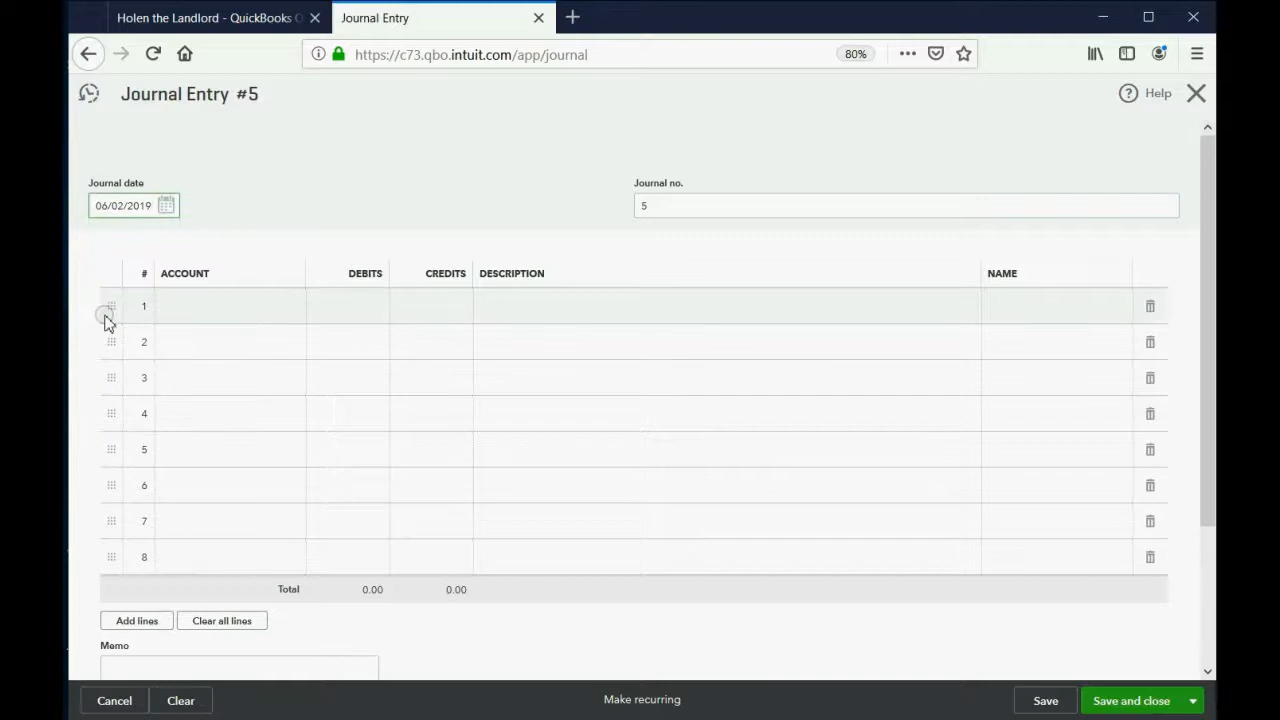 Holen the Landlord - QuickBooks O
Journal Entry
https://c73.qbo.intuit.com/app/journal
80%
Journal Entry #5
Help
Journal date
Journal no.
06/02/2019
5
# ACCOUNT DEBITS CREDITS DESCRIPTION NAME
1
2
3
4
5
6
7
8
Total 0.00 0.00
Add lines Clear all lines
Memo
Cancel Clear Make recurring Save Save and close